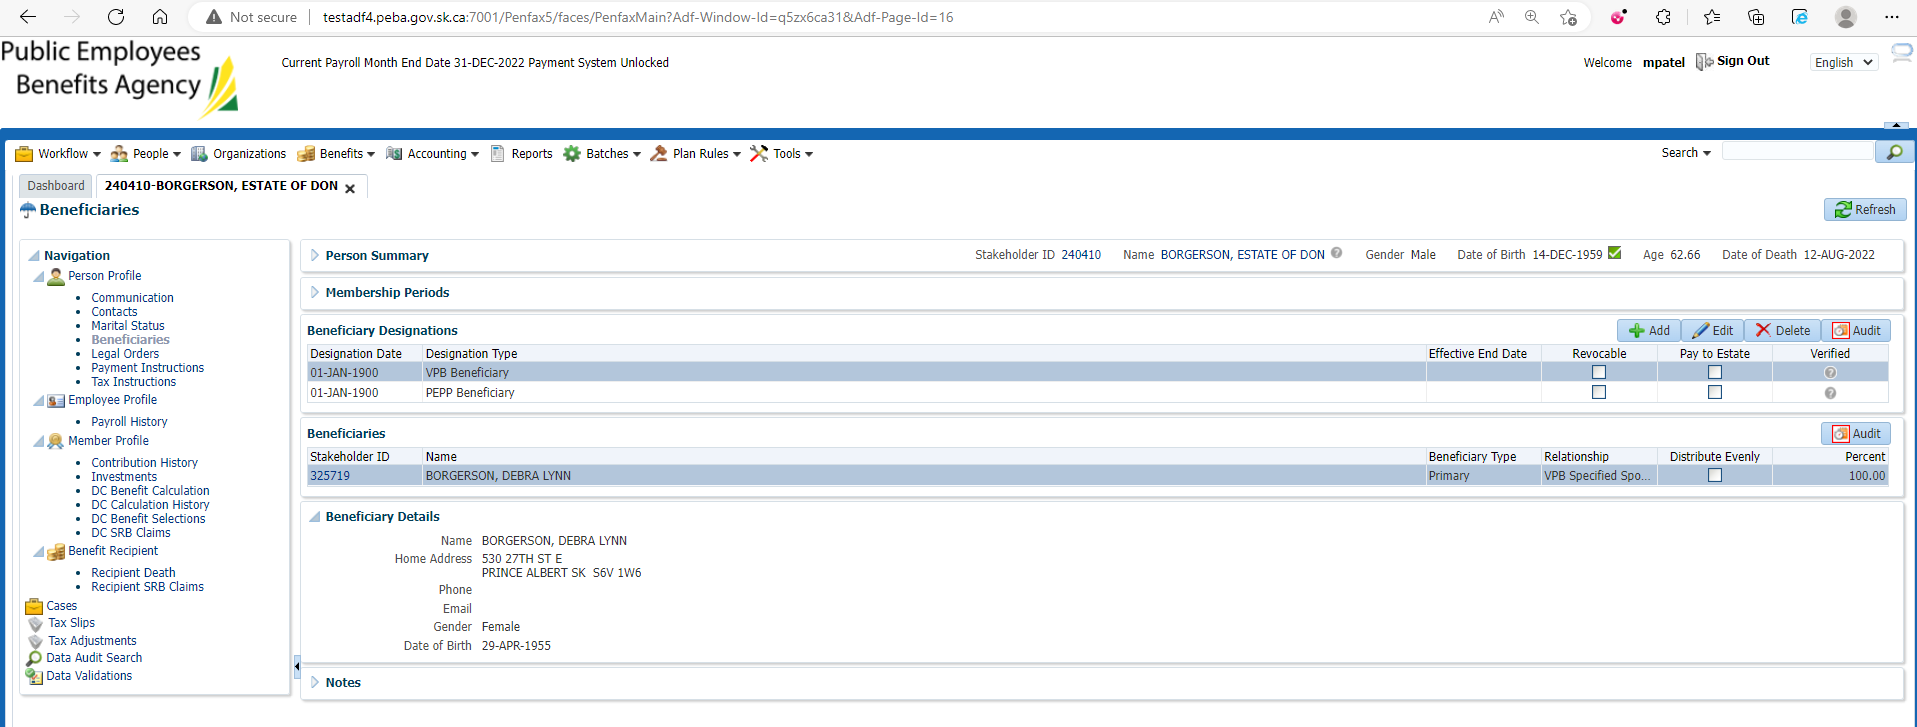 Not secure | testadf4.peba.gov.sk.ca:7001/Penfax5/faces/PenfaxMain?Adf-Window-Id=q5zx6ca31&Adf-Page-Id=16
Public Employees
Benefits Agency
Current Payroll Month End Date 31-DEC-2022 Payment System Unlocked
Welcome mpatel Sign Out English
Workflow People Organizations Benefits Accounting Reports Batches Plan Rules Tools Search
Dashboard 240410-BORGERSON, ESTATE OF DON
Beneficiaries Refresh
Navigation
Person Profile
Communication
Contacts
Marital Status
Beneficiaries
Legal Orders
Payment Instructions
Tax Instructions
Employee Profile
Payroll History
Member Profile
Contribution History
Investments
DC Benefit Calculation
DC Calculation History
DC Benefit Selections
DC SRB Claims
Benefit Recipient
Recipient Death
Recipient SRB Claims
Cases
Tax Slips
Tax Adjustments
Data Audit Search
Data Validations
Person Summary Stakeholder ID 240410 Name BORGERSON, ESTATE OF DON Gender Male Date of Birth 14-DEC-1959 Age 62.66 Date of Death 12-AUG-2022
Membership Periods
Beneficiary Designations Add Edit Delete Audit
Designation Date Designation Type Effective End Date Revocable Pay to Estate Verified
01-JAN-1900 VPB Beneficiary
01-JAN-1900 PEPP Beneficiary
Beneficiaries Audit
Stakeholder ID Name Beneficiary Type Relationship Distribute Evenly Percent
325719 BORGERSON, DEBRA LYNN Primary VPB Specified Spo... 100.00
Beneficiary Details
Name BORGERSON, DEBRA LYNN
Home Address 530 27TH ST E
PRINCE ALBERT SK S6V 1W6
Phone
Email
Gender Female
Date of Birth 29-APR-1955
Notes